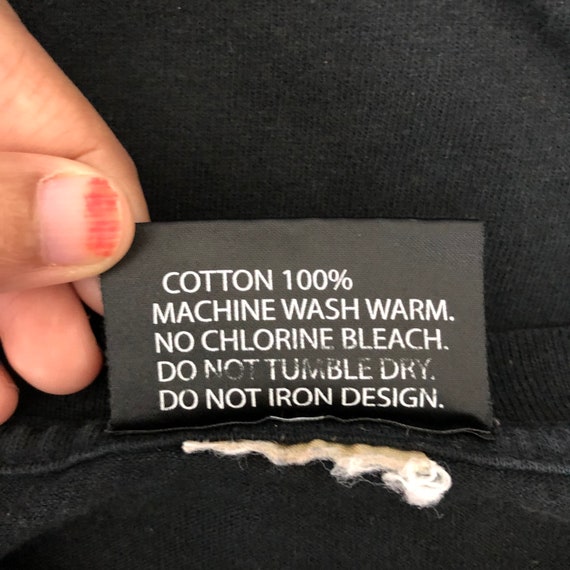 COTTON 100%
MACHINE WASH WARM.
NO CHLORINE BLEACH.
DO NOT TUMBLE DRY.
DO NOT IRON DESIGN.